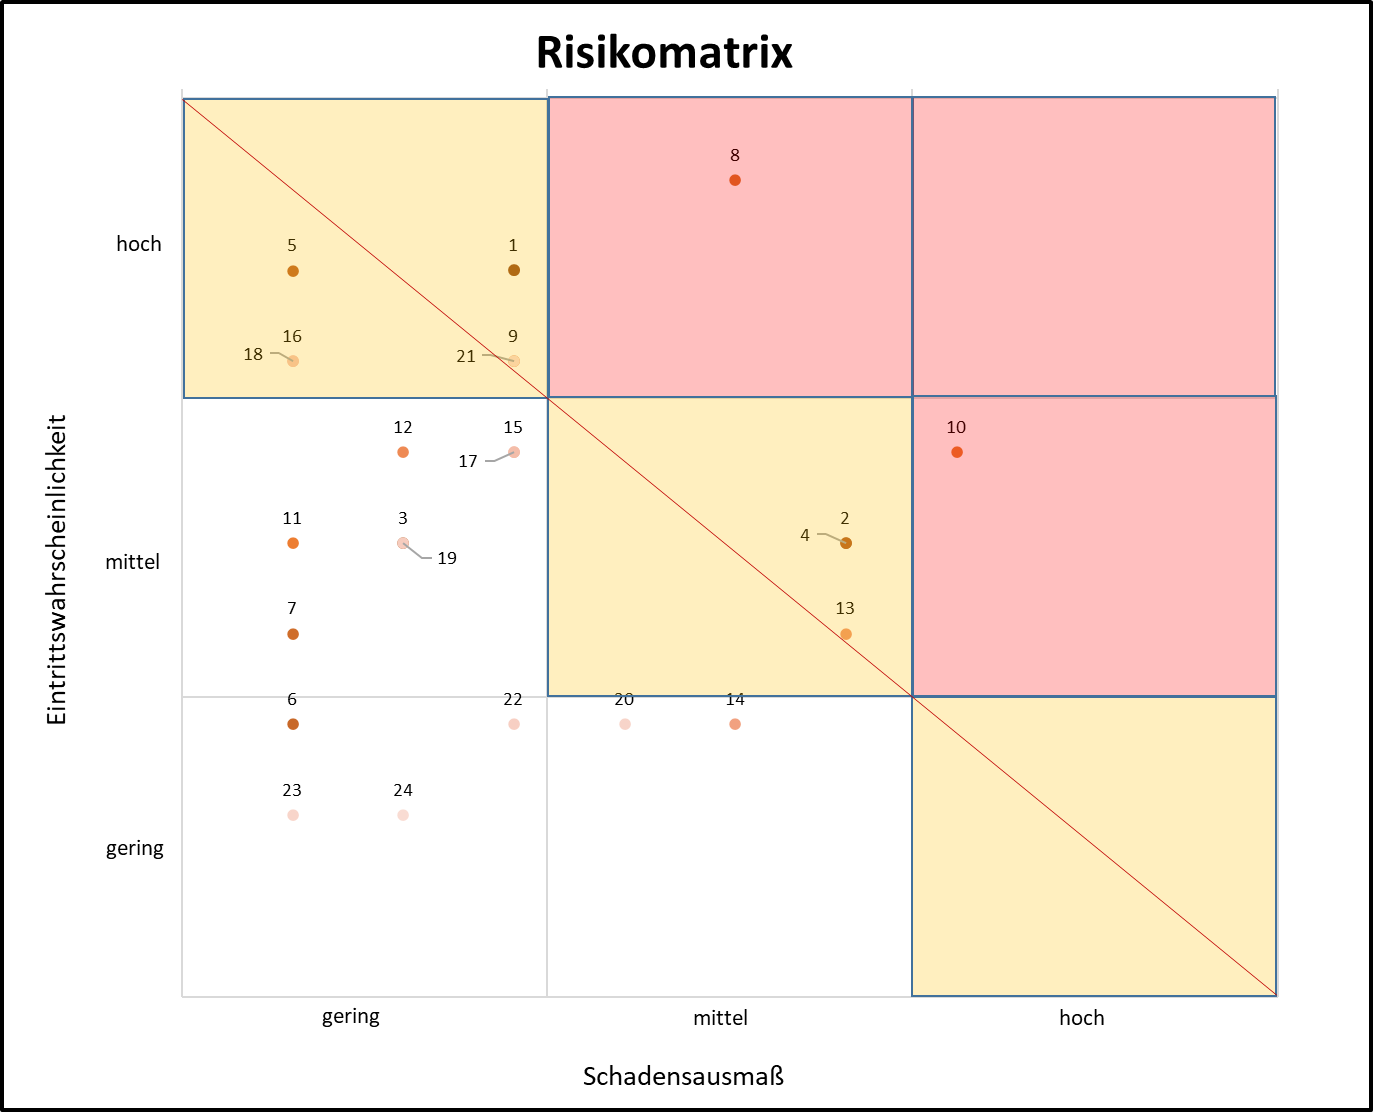 Risikomatrix
8
hoch
5
1
16
9
18
21
12
15
17
10
Eintrittswahrscheinlichkeit
11
3
2
4
19
mittel
7
13
6
22
20
14
23
24
gering
gering
mittel
hoch
Schadensausmaß